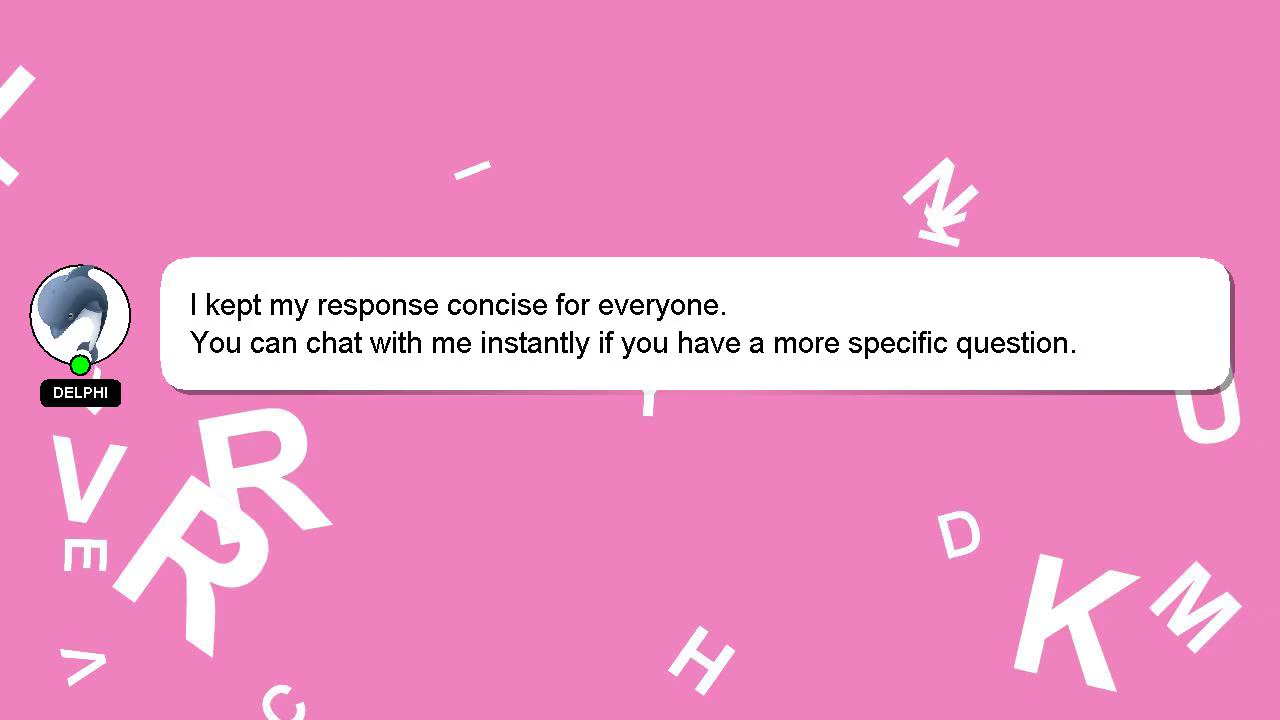 I
N
K
I kept my response concise for everyone.
You can chat with me instantly if you have a more specific question.
DELPHI
Y
U
V
R
R
E
D
K
M
V
H
C